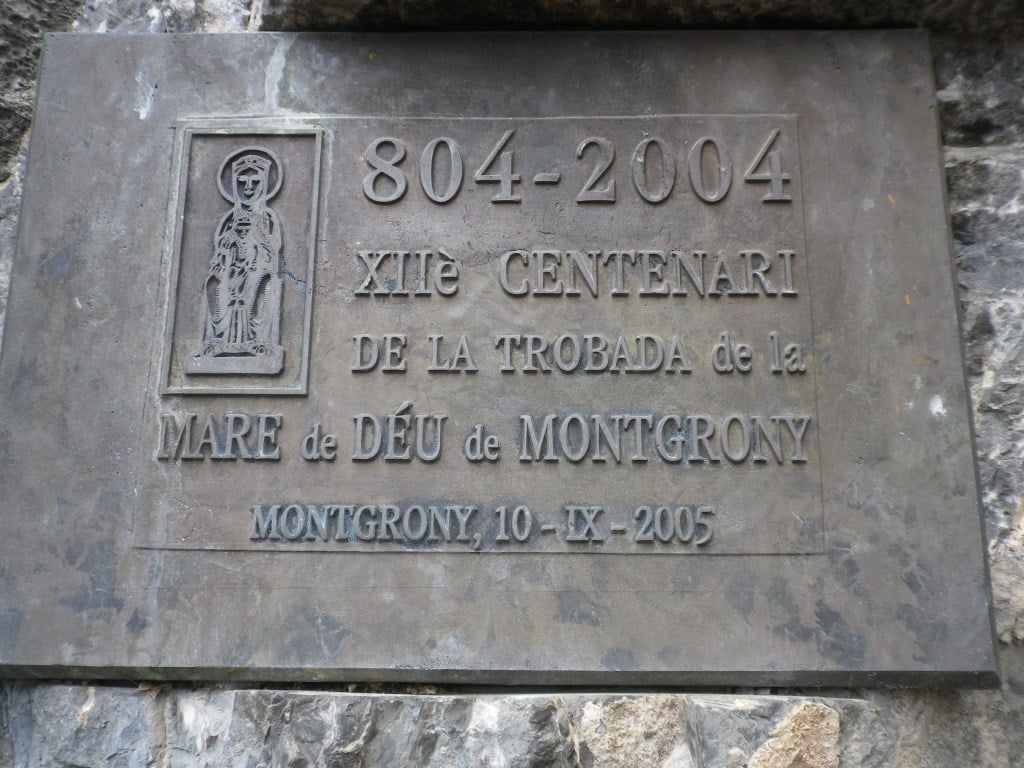 804-2004
XIIè CENTENARI
DE LA TROBADA de la
MARE de DÉU de MONTGRONY
MONTGRONY, 10 - IX - 2005